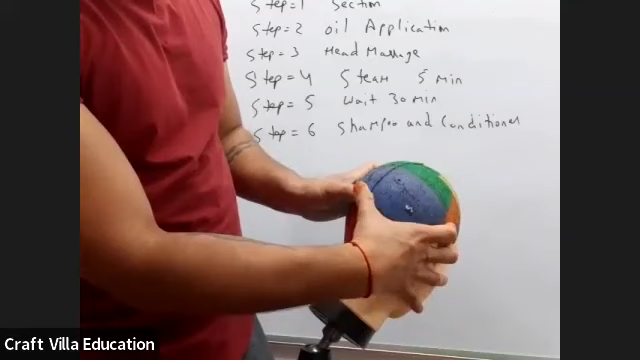 Step=1 Section
Step=2 oil Application
Step=3 Head Massage
Step=4 Steam 5 Min
Step=5 Wait 30 min
Step=6 Shampoo and Conditioner
Craft Villa Education